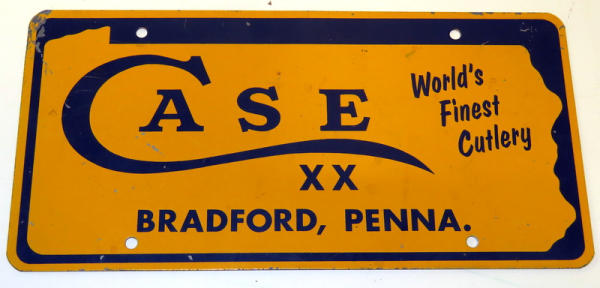 CASE
XX
World's
Finest
Cutlery
BRADFORD, PENNA.